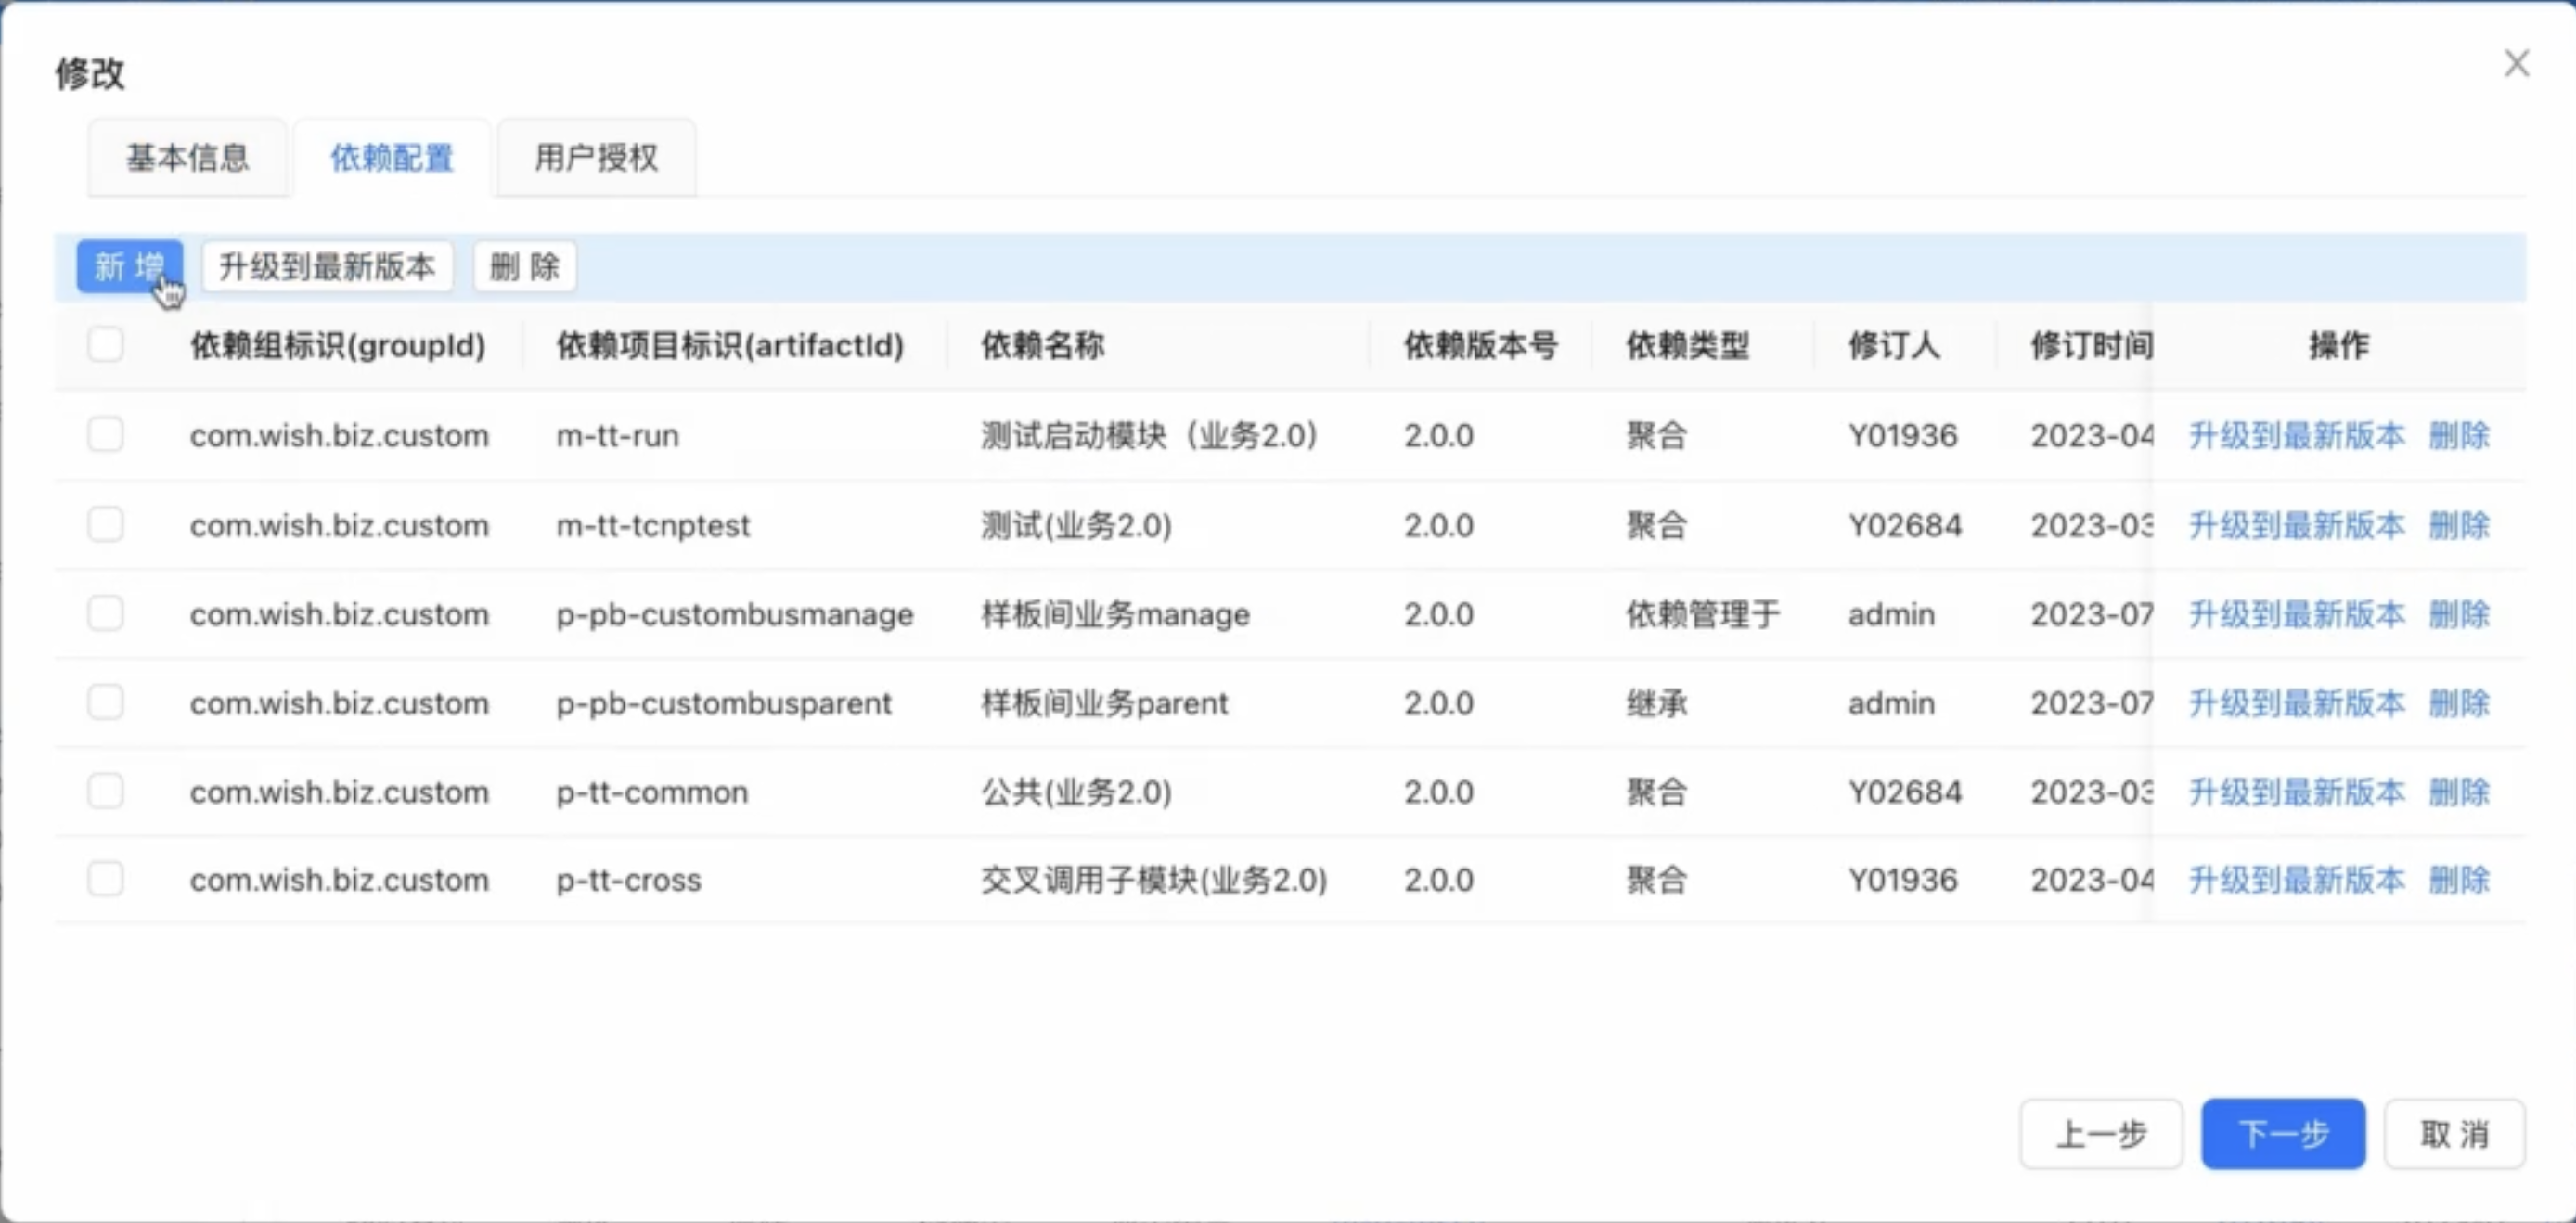 修改
基本信息 依赖配置 用户授权
新 增 升级到最新版本 删 除
依赖组标识(groupId) 依赖项目标识(artifactId) 依赖名称 依赖版本号 依赖类型 修订人 修订时间 操作
com.wish.biz.custom m-tt-run 测试启动模块（业务2.0） 2.0.0 聚合 Y01936 2023-04 升级到最新版本 删除
com.wish.biz.custom m-tt-tcnptest 测试(业务2.0) 2.0.0 聚合 Y02684 2023-03 升级到最新版本 删除
com.wish.biz.custom p-pb-custombusmanage 样板间业务manage 2.0.0 依赖管理于 admin 2023-07 升级到最新版本 删除
com.wish.biz.custom p-pb-custombusparent 样板间业务parent 2.0.0 继承 admin 2023-07 升级到最新版本 删除
com.wish.biz.custom p-tt-common 公共(业务2.0) 2.0.0 聚合 Y02684 2023-03 升级到最新版本 删除
com.wish.biz.custom p-tt-cross 交叉调用子模块(业务2.0) 2.0.0 聚合 Y01936 2023-04 升级到最新版本 删除
上一步 下一步 取 消